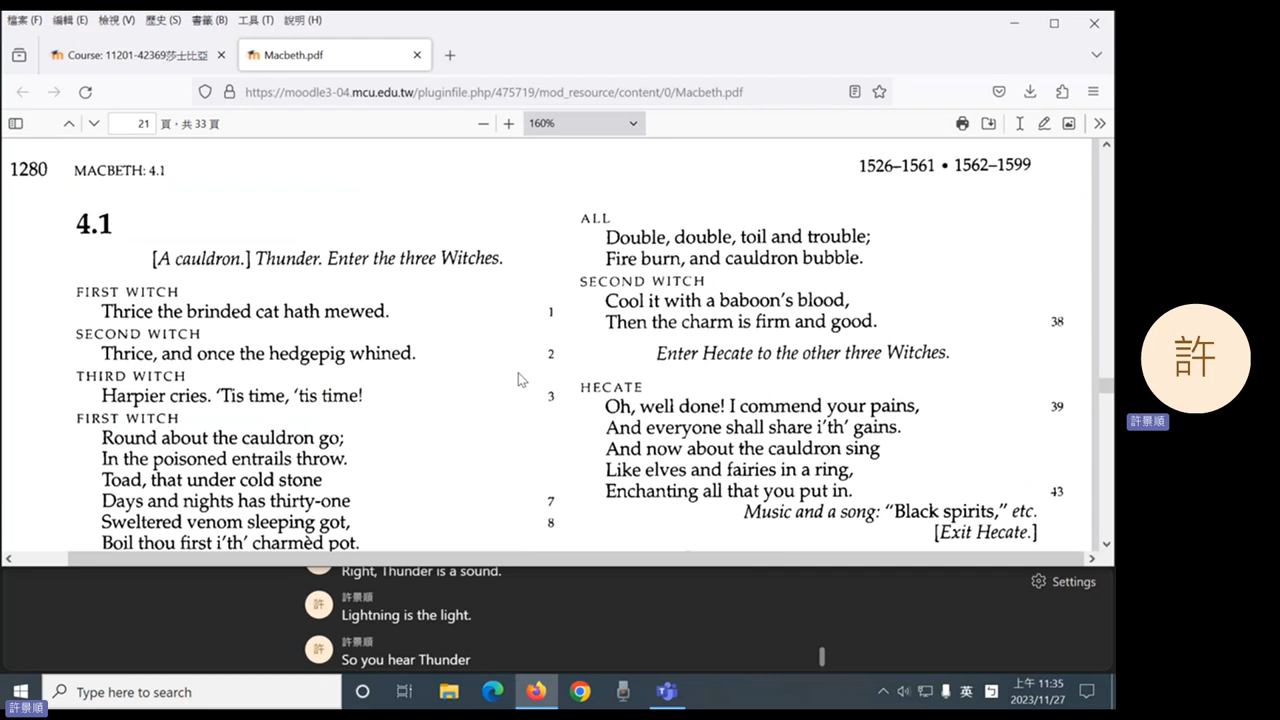 檔案 (F) 編輯 (E) 檢視 (V) 歷史 (S) 書籤 (B) 工具 (T) 說明 (H)
Course: 11201-42369莎士比亞
Macbeth.pdf
https://moodle3-04.mcu.edu.tw/pluginfile.php/475719/mod_resource/content/0/Macbeth.pdf
21 頁，共 33 頁
160%
1280 MACBETH: 4.1
1526–1561 • 1562–1599
4.1
[A cauldron.] Thunder. Enter the three Witches.
FIRST WITCH
Thrice the brinded cat hath mewed. 1
SECOND WITCH
Thrice, and once the hedgepig whined. 2
THIRD WITCH
Harpier cries. 'Tis time, 'tis time! 3
FIRST WITCH
Round about the cauldron go;
In the poisoned entrails throw.
Toad, that under cold stone
Days and nights has thirty-one 7
Sweltered venom sleeping got, 8
Boil thou first i'th' charmèd pot.
ALL
Double, double, toil and trouble;
Fire burn, and cauldron bubble.
SECOND WITCH
Cool it with a baboon's blood,
Then the charm is firm and good. 38
Enter Hecate to the other three Witches.
HECATE
Oh, well done! I commend your pains, 39
And everyone shall share i'th' gains.
And now about the cauldron sing
Like elves and fairies in a ring,
Enchanting all that you put in. 43
Music and a song: "Black spirits," etc.
[Exit Hecate.]
許
許景順
Right, Thunder is a sound.
Settings
許
許景順
Lightning is the light.
許
許景順
So you hear Thunder
Type here to search
英
上午 11:35
2023/11/27
許景順